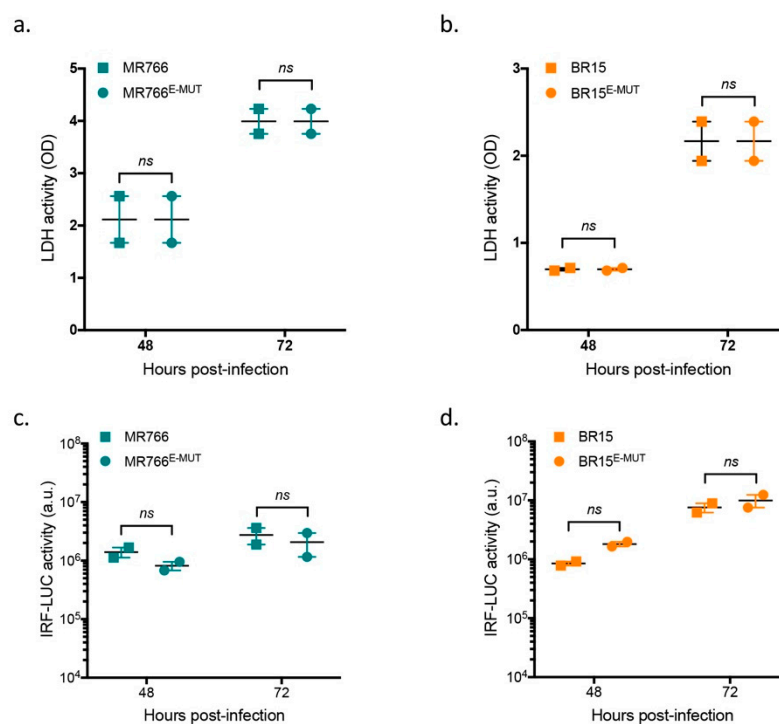 a.
MR766
MR766E-MUT
LDH activity (OD)
5
4
3
2
1
0
ns
ns
48
72
Hours post-infection
b.
BR15
BR15E-MUT
LDH activity (OD)
3
2
1
0
ns
ns
48
72
Hours post-infection
c.
MR766
MR766E-MUT
IRF-LUC activity (a.u.)
10⁸
10⁷
10⁶
10⁵
10⁴
ns
ns
48
72
Hours post-infection
d.
BR15
BR15E-MUT
IRF-LUC activity (a.u.)
10⁸
10⁷
10⁶
10⁵
10⁴
ns
ns
48
72
Hours post-infection